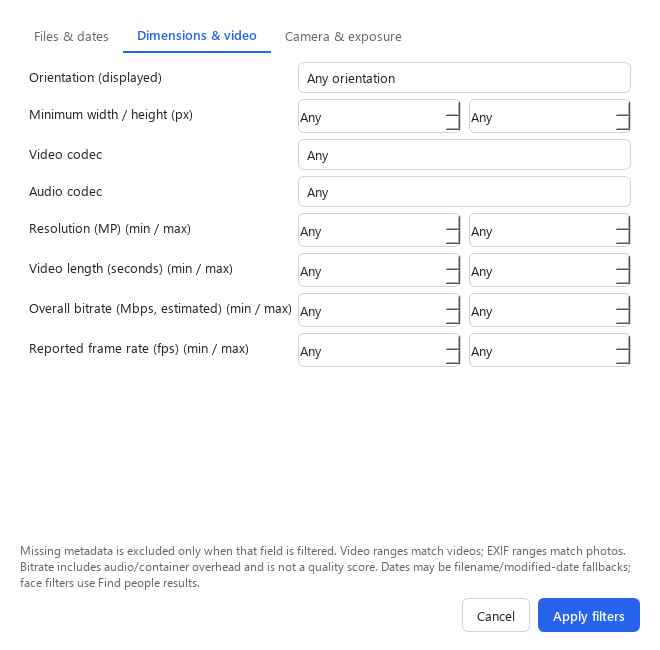 Files & dates Dimensions & video Camera & exposure
Orientation (displayed) Any orientation
Minimum width / height (px) Any Any
Video codec Any
Audio codec Any
Resolution (MP) (min / max) Any Any
Video length (seconds) (min / max) Any Any
Overall bitrate (Mbps, estimated) (min / max) Any Any
Reported frame rate (fps) (min / max) Any Any
Missing metadata is excluded only when that field is filtered. Video ranges match videos; EXIF ranges match photos.
Bitrate includes audio/container overhead and is not a quality score. Dates may be filename/modified-date fallbacks;
face filters use Find people results.
Cancel Apply filters